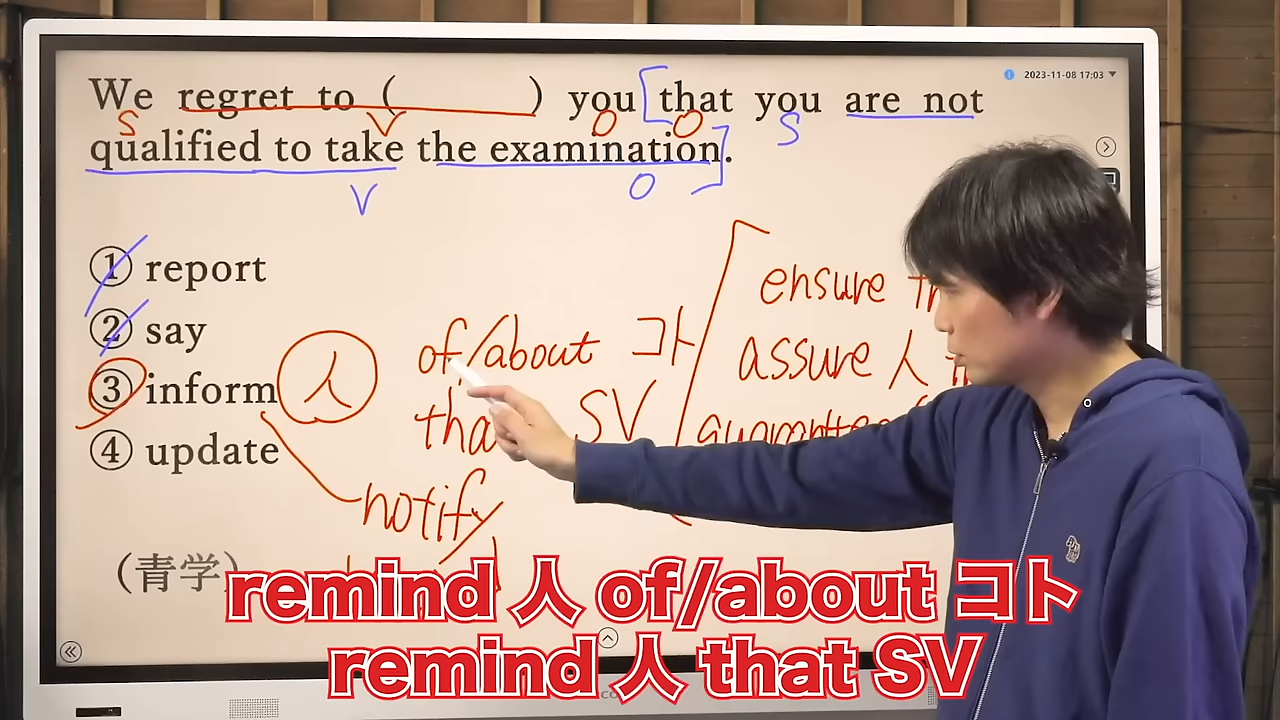 2023-11-08 17:03
We regret to (　　　) you [that you are not
S V O O S
qualified to take the examination].
V O
① report
② say
③ inform 人 of/about コト
that SV
④ update
notify
ensure
assure 人
(青学)
remind 人 of/about コト
remind 人 that SV